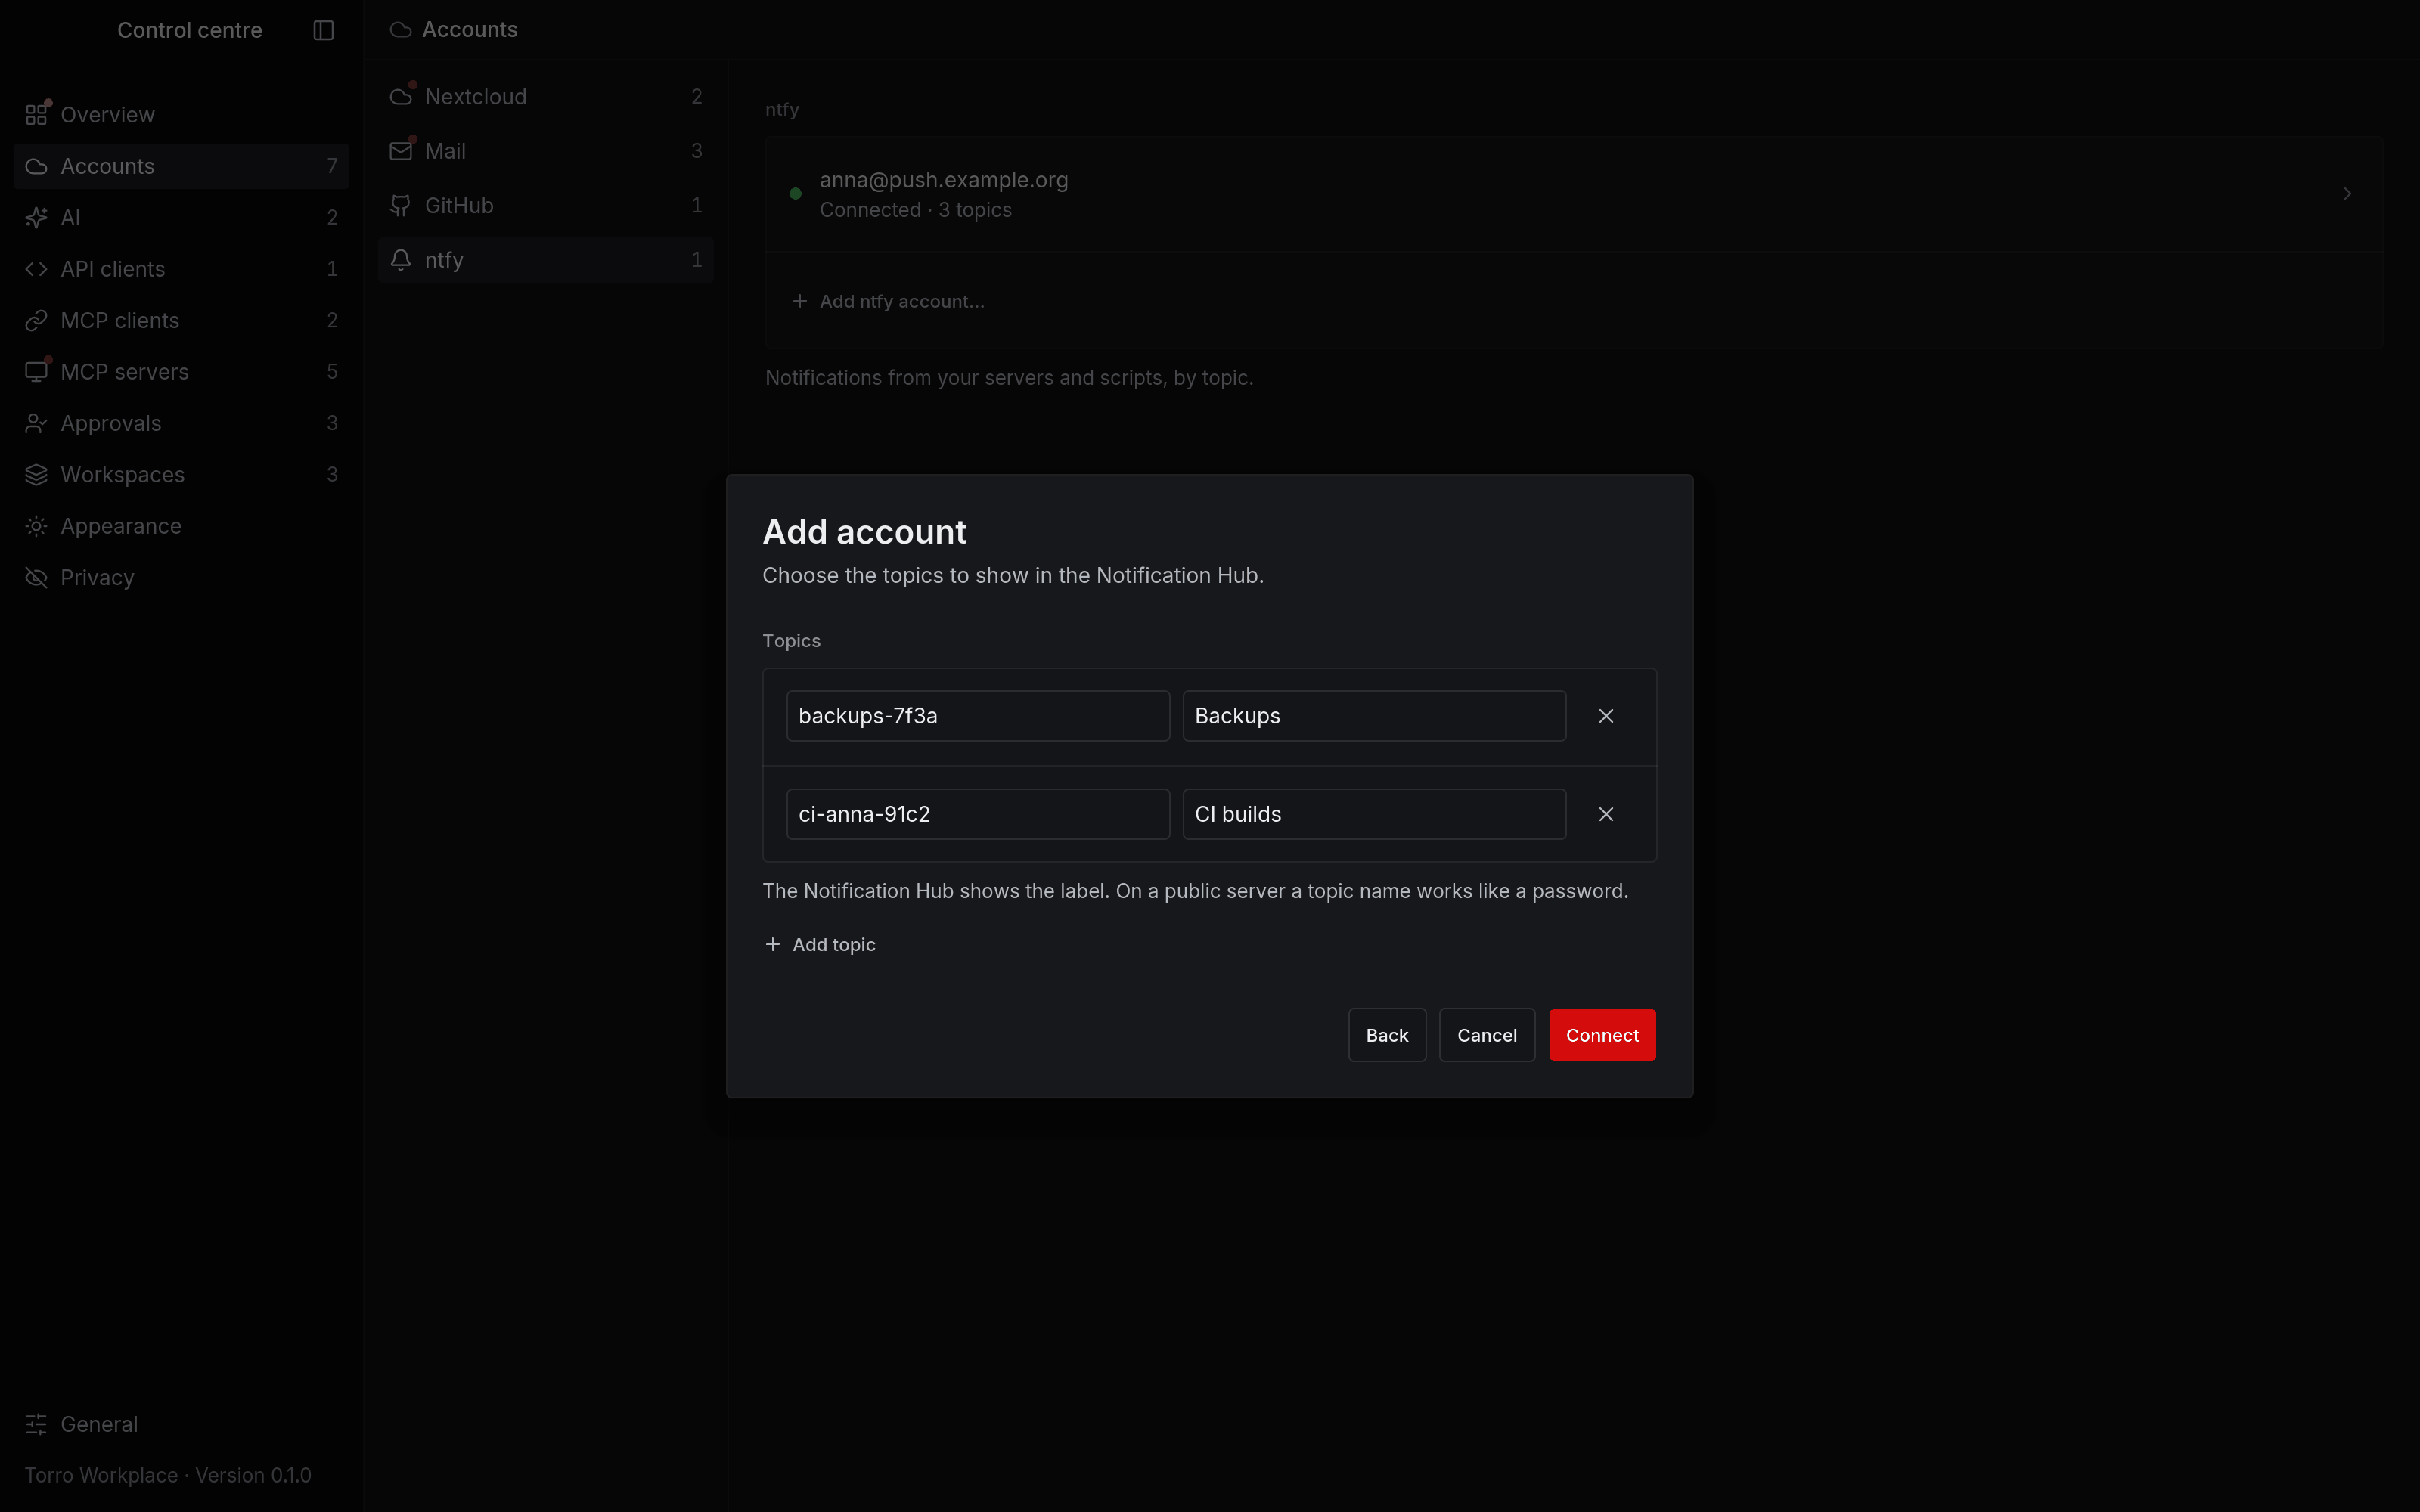 Control centre
Overview
Accounts 7
AI 2
API clients 1
MCP clients 2
MCP servers 5
Approvals 3
Workspaces 3
Appearance
Privacy
General
Torro Workplace · Version 0.1.0
Accounts
Nextcloud 2
Mail 3
GitHub 1
ntfy 1
ntfy
anna@push.example.org
Connected · 3 topics
Add ntfy account...
Notifications from your servers and scripts, by topic.
Add account
Choose the topics to show in the Notification Hub.
Topics
backups-7f3a Backups
ci-anna-91c2 CI builds
The Notification Hub shows the label. On a public server a topic name works like a password.
Add topic
Back Cancel Connect